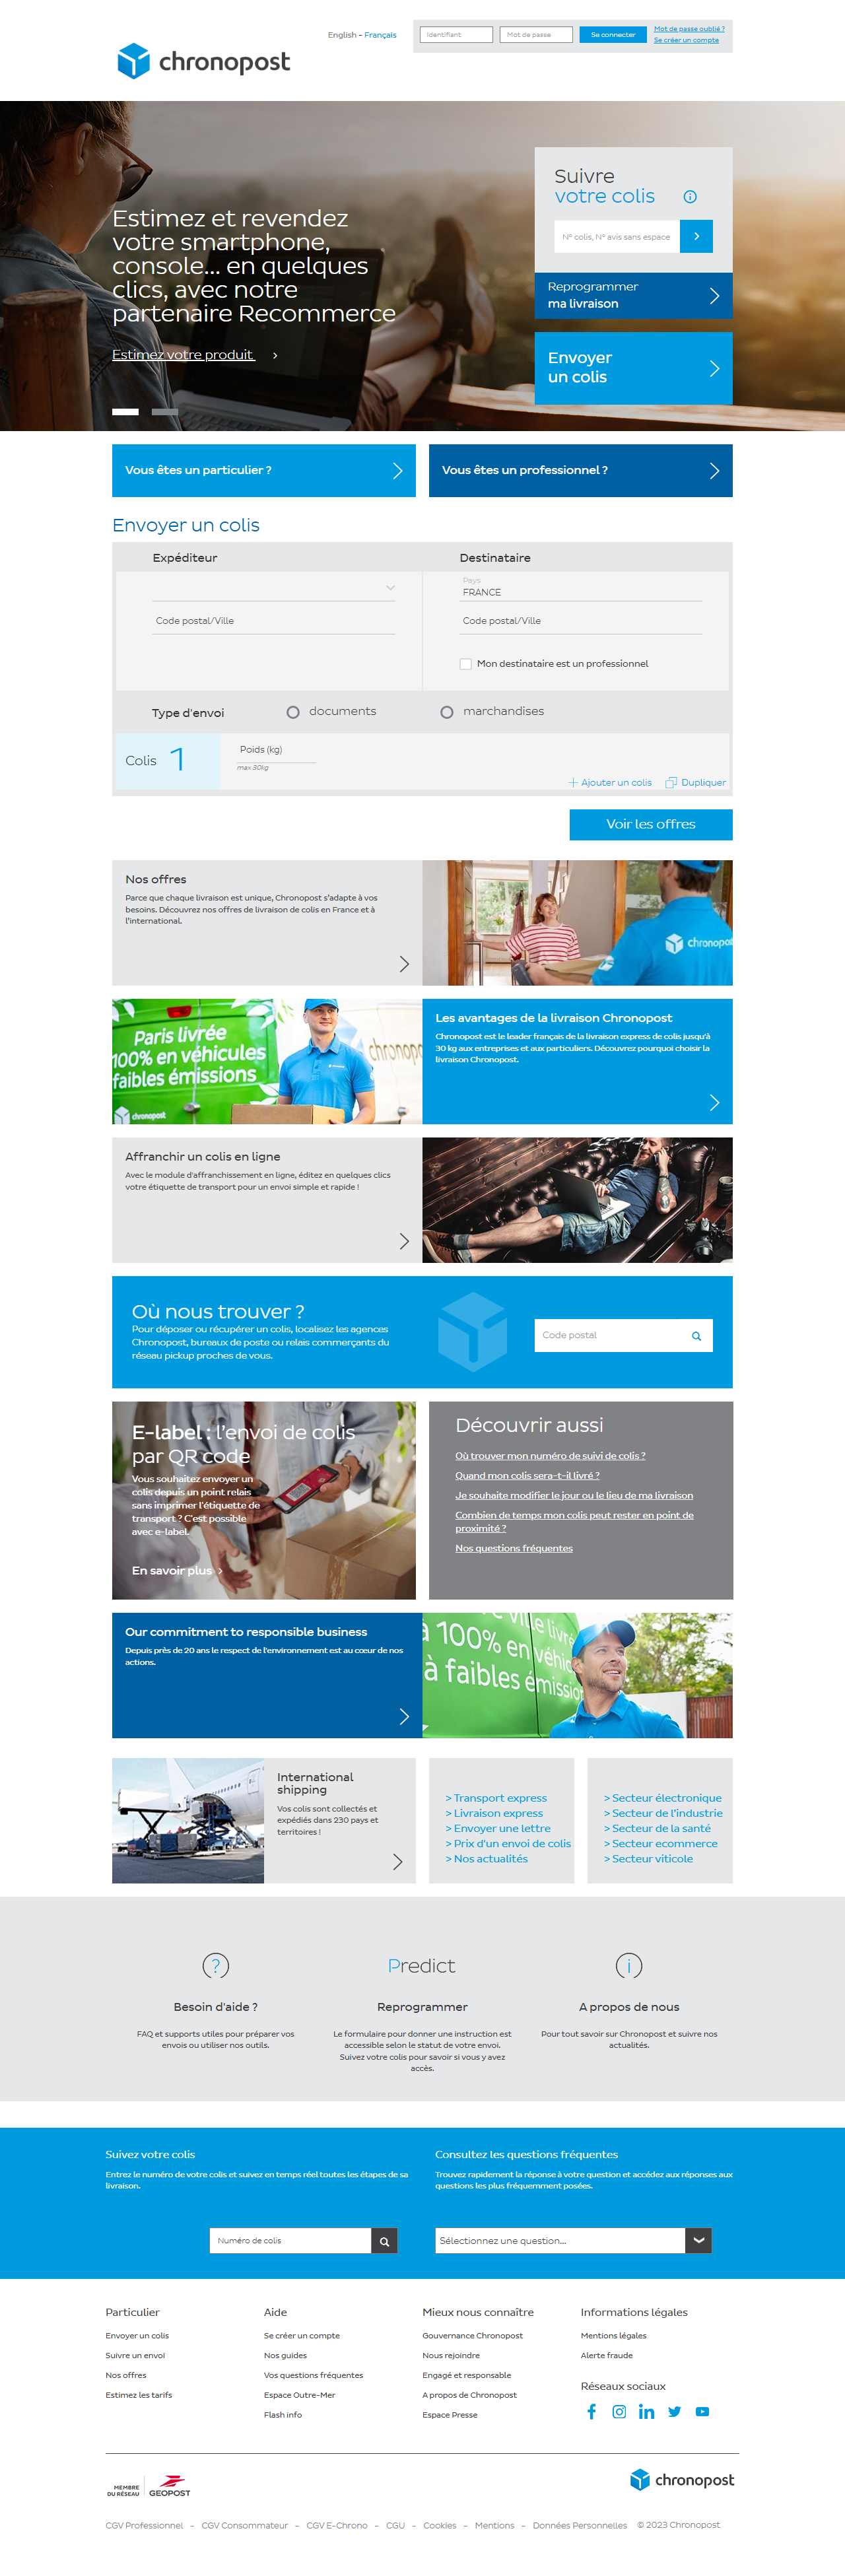 English - Français
Identifiant
Mot de passe
Se connecter
Mot de passe oublié ?
Se créer un compte
chronopost
Estimez et revendez
votre smartphone,
console... en quelques
clics, avec notre
partenaire Recommerce
Estimez votre produit
Suivre
votre colis
N° colis, N° avis sans espace
Reprogrammer
ma livraison
Envoyer
un colis
Vous êtes un particulier ?
Vous êtes un professionnel ?
Envoyer un colis
Expéditeur
Destinataire
Pays
FRANCE
Code postal/Ville
Code postal/Ville
Mon destinataire est un professionnel
Type d'envoi
documents
marchandises
Colis 1
Poids (kg)
max 30kg
Ajouter un colis
Dupliquer
Voir les offres
Nos offres
Parce que chaque livraison est unique, Chronopost s'adapte à vos
besoins. Découvrez nos offres de livraison de colis en France et à
l'international.
chronopost
Paris livrée
100% en véhicules
faibles émissions
chronopost
chronop
Les avantages de la livraison Chronopost
Chronopost est le leader français de la livraison express de colis jusqu'à
30 kg aux entreprises et aux particuliers. Découvrez pourquoi choisir la
livraison Chronopost.
Affranchir un colis en ligne
Avec le module d'affranchissement en ligne, éditez en quelques clics
votre étiquette de transport pour un envoi simple et rapide !
Où nous trouver ?
Pour déposer ou récupérer un colis, localisez les agences
Chronopost, bureaux de poste ou relais commerçants du
réseau pickup proches de vous.
Code postal
E-label : l'envoi de colis
par QR code
Vous souhaitez envoyer un
colis depuis un point relais
sans imprimer l'étiquette de
transport ? C'est possible
avec e-label.
En savoir plus
Découvrir aussi
Où trouver mon numéro de suivi de colis ?
Quand mon colis sera-t-il livré ?
Je souhaite modifier le jour ou le lieu de ma livraison
Combien de temps mon colis peut rester en point de
proximité ?
Nos questions fréquentes
Our commitment to responsible business
Depuis près de 20 ans le respect de l'environnement est au cœur de nos
actions.
ville livré
à 100% en véhic
à faibles émiss
International
shipping
Vos colis sont collectés et
expédiés dans 230 pays et
territoires !
> Transport express
> Livraison express
> Envoyer une lettre
> Prix d'un envoi de colis
> Nos actualités
> Secteur électronique
> Secteur de l'industrie
> Secteur de la santé
> Secteur ecommerce
> Secteur viticole
?
Besoin d'aide ?
FAQ et supports utiles pour préparer vos
envois ou utiliser nos outils.
Predict
Reprogrammer
Le formulaire pour donner une instruction est
accessible selon le statut de votre envoi.
Suivez votre colis pour savoir si vous y avez
accès.
i
A propos de nous
Pour tout savoir sur Chronopost et suivre nos
actualités.
Suivez votre colis
Entrez le numéro de votre colis et suivez en temps réel toutes les étapes de sa
livraison.
Numéro de colis
Consultez les questions fréquentes
Trouvez rapidement la réponse à votre question et accédez aux réponses aux
questions les plus fréquemment posées.
Sélectionnez une question...
Particulier
Envoyer un colis
Suivre un envoi
Nos offres
Estimez les tarifs
Aide
Se créer un compte
Nos guides
Vos questions fréquentes
Espace Outre-Mer
Flash info
Mieux nous connaître
Gouvernance Chronopost
Nous rejoindre
Engagé et responsable
A propos de Chronopost
Espace Presse
Informations légales
Mentions légales
Alerte fraude
Réseaux sociaux
MEMBRE
DU RÉSEAU
GEOPOST
chronopost
CGV Professionnel - CGV Consommateur - CGV E-Chrono - CGU - Cookies - Mentions - Données Personnelles © 2023 Chronopost